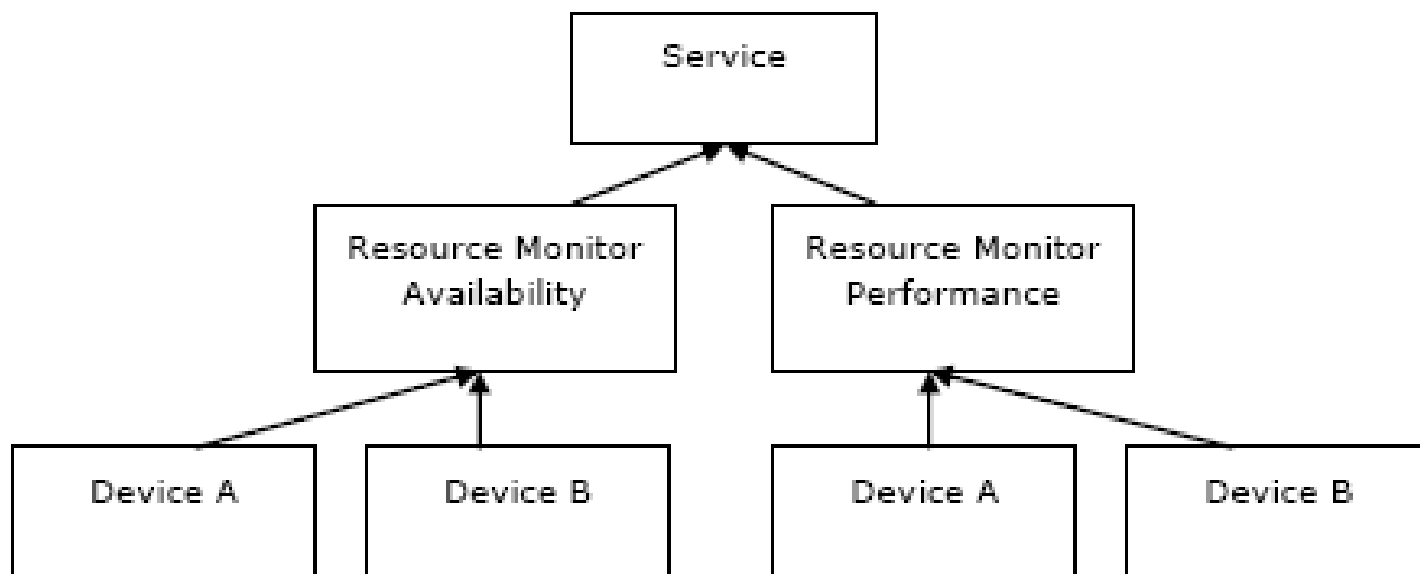 Service
Resource Monitor
Availability
Resource Monitor
Performance
Device A
Device B
Device A
Device B